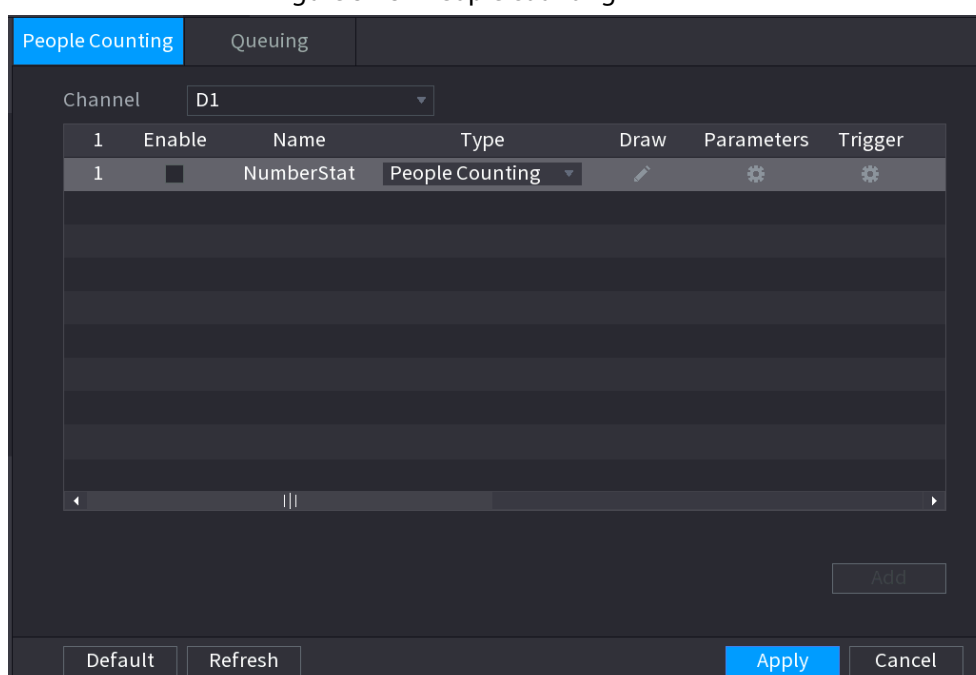 People Counting Queuing
Channel D1
1 Enable Name Type Draw Parameters Trigger
1 NumberStat People Counting
Add
Default Refresh Apply Cancel